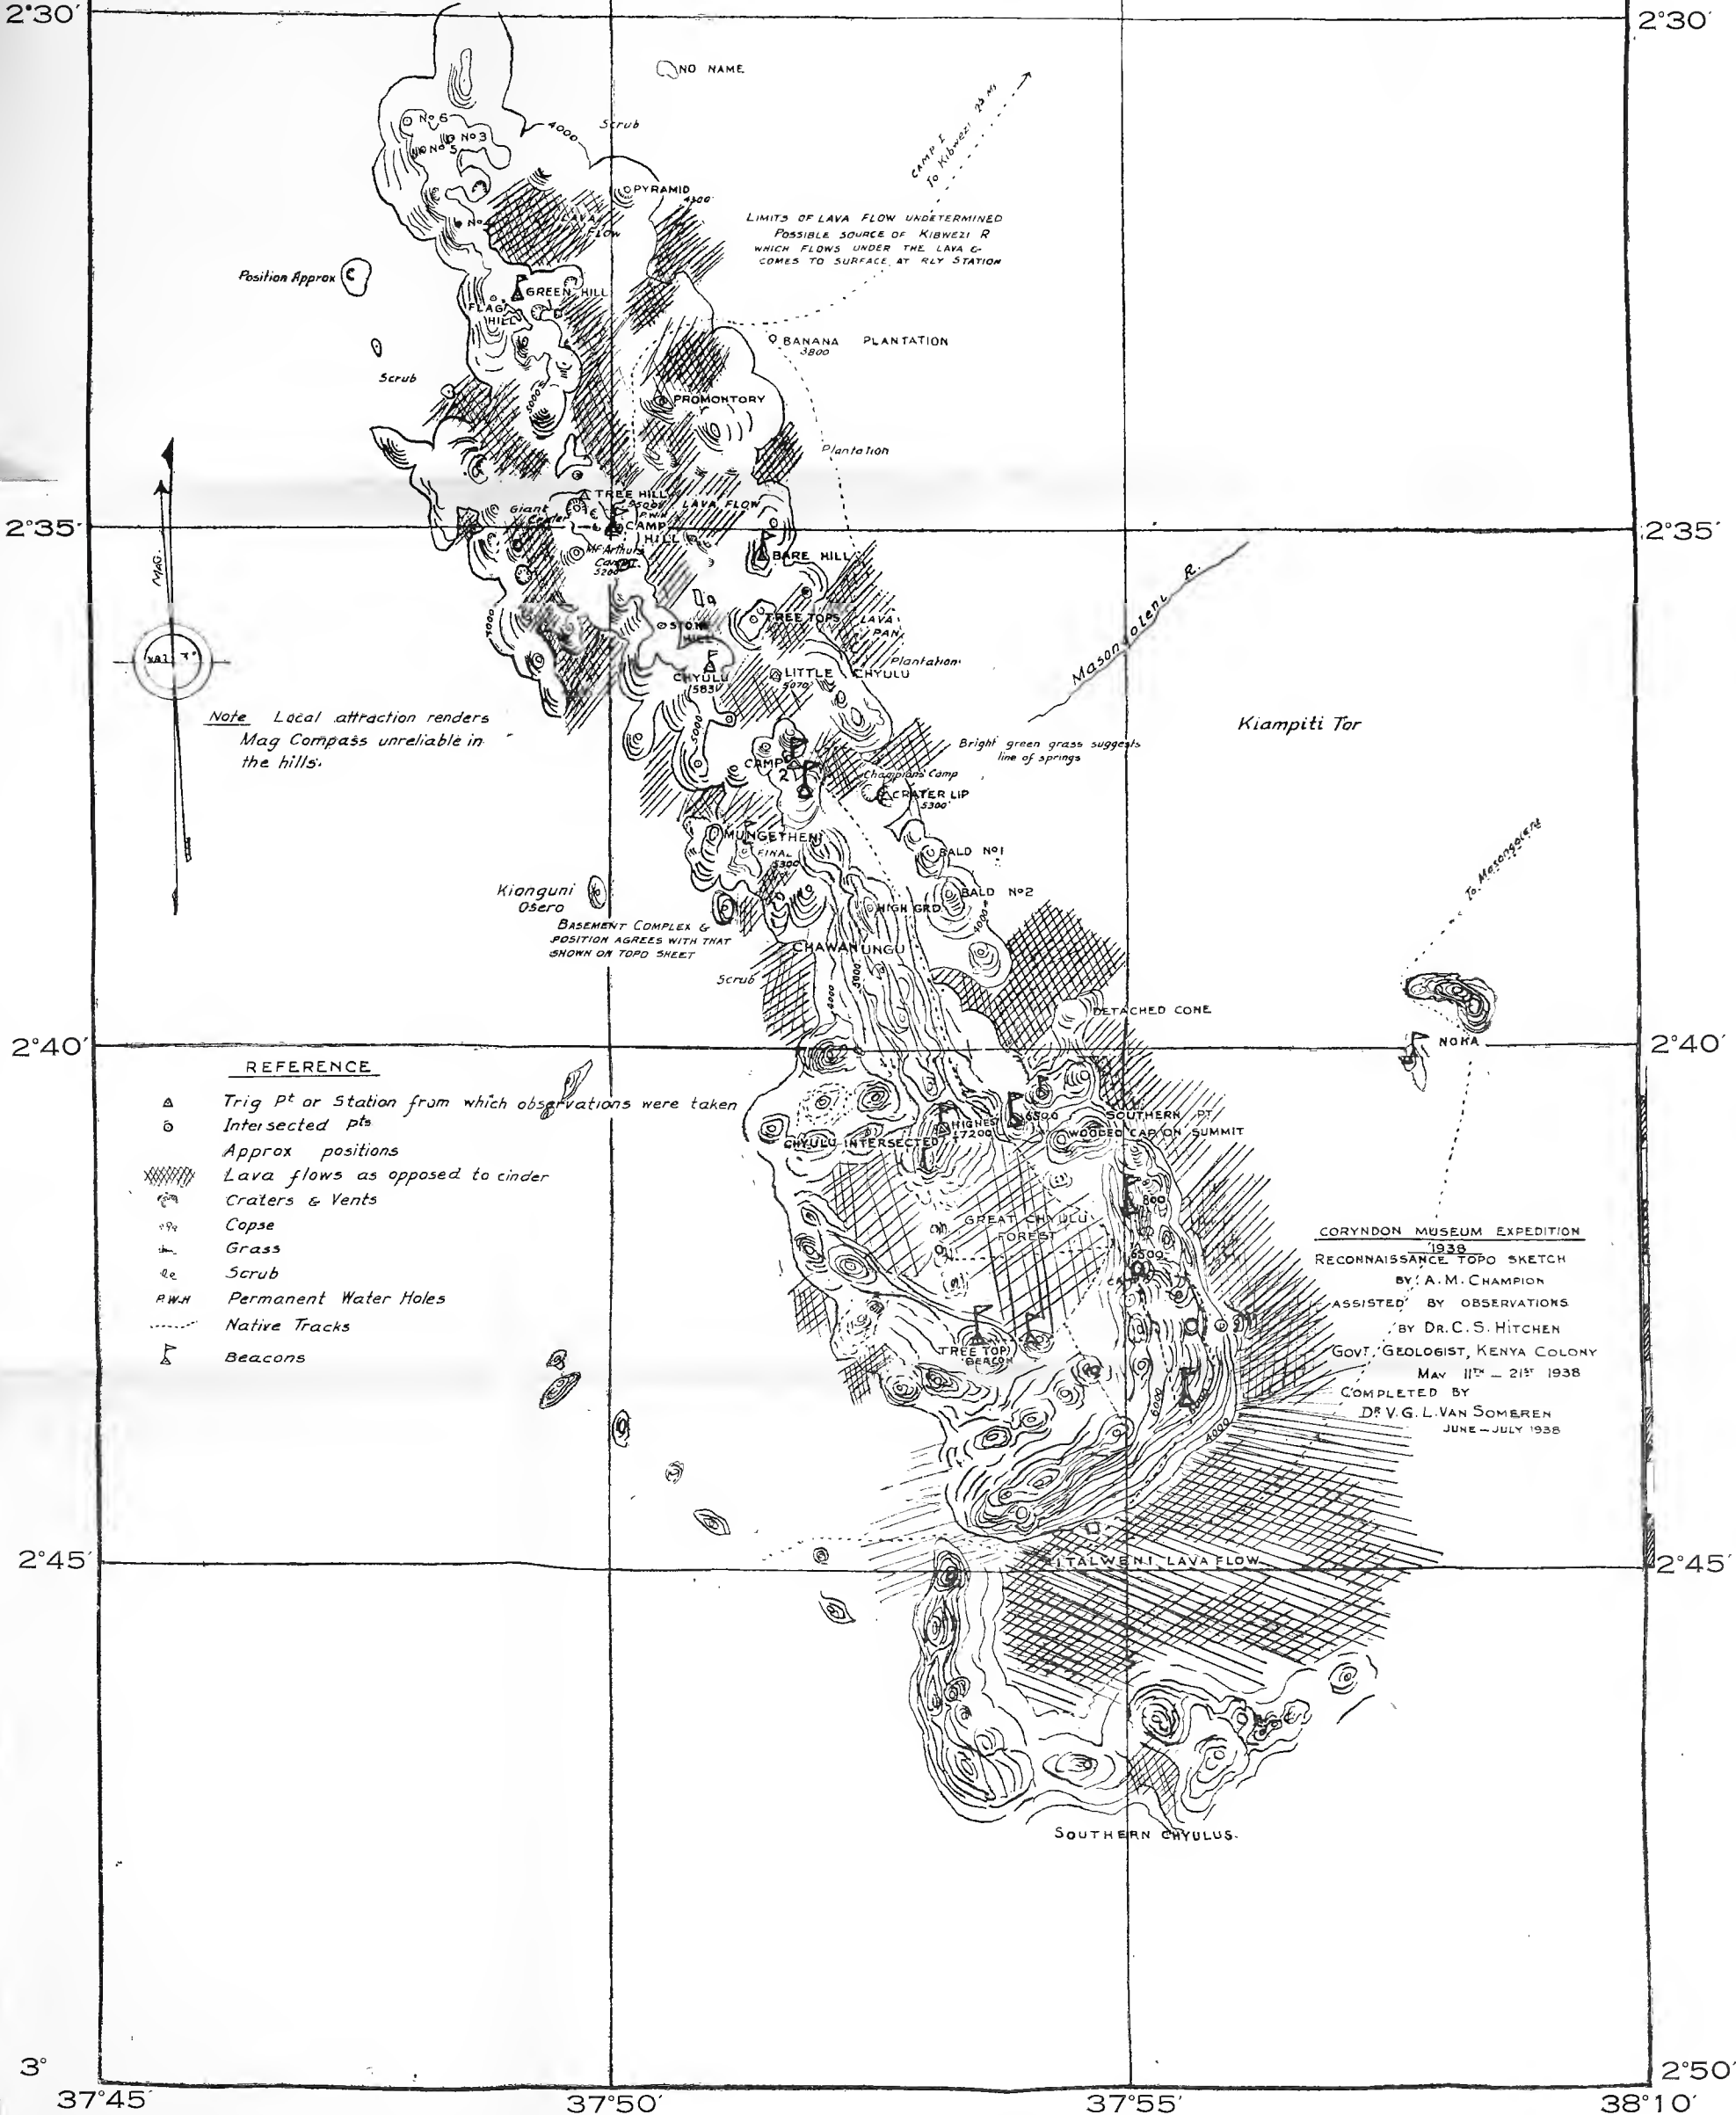 2°30′
2°30′
NO NAME
CAMP I
To Kibwezi
Nº 6
Nº 3
Nº 5
4000
Scrub
PYRAMID
4300′
LAVA
FLOW
LIMITS OF LAVA FLOW UNDETERMINED
POSSIBLE SOURCE OF KIBWEZI R
WHICH FLOWS UNDER THE LAVA &
COMES TO SURFACE AT RLY STATION
Position Approx
GREEN HILL
FLAG
HILL
BANANA PLANTATION
3800
Scrub
5000
PROMONTORY
Plantation
TREE HILL
5500
P.W.H
LAVA FLOW
Giant
Crater
CAMP
HILL
2°35′
2°35′
McArthurs
Camp
5200
BARE HILL
MAG.
VAR
TREE TOPS
LAVA
PAN
STONY
HILL
Masongoleni R.
Plantation
CHYULU
LITTLE CHYULU
5070
5000
Note Local attraction renders
Mag Compass unreliable in
the hills.
Kiampiti Tor
Bright green grass suggests
line of springs
CAMP
2
Champions Camp
CRATER LIP
5300′
MUNGETHENI
FINAL
5300
BALD Nº1
BALD Nº2
To Masongoleni
Kionguni
Osero
BASEMENT COMPLEX &
POSITION AGREES WITH THAT
SHOWN ON TOPO SHEET
HIGH GRD
4000
CHAWANUNGU
Scrub
4000
5000
DETACHED CONE
2°40′
2°40′
NOKA
REFERENCE
Trig Pt or Station from which observations were taken
Intersected pts
Approx positions
Lava flows as opposed to cinder
Craters & Vents
Copse
Grass
Scrub
P.W.H Permanent Water Holes
Native Tracks
Beacons
HIGHEST
7200
6500
SOUTHERN PT
WOODED CAP ON SUMMIT
CHYULU INTERSECTED
GREAT CHYULU
FOREST
6500
TREE TOP
BEACON
6000
4000
CORYNDON MUSEUM EXPEDITION
1938
RECONNAISSANCE TOPO SKETCH
BY A. M. CHAMPION
ASSISTED BY OBSERVATIONS
BY DR. C. S. HITCHEN
GOVT. GEOLOGIST, KENYA COLONY
MAY 11TH – 21ST 1938
COMPLETED BY
DR V. G. L. VAN SOMEREN
JUNE – JULY 1938
2°45′
2°45′
ITALWENI LAVA FLOW
SOUTHERN CHYULUS.
3°
2°50′
37°45′
37°50′
37°55′
38°10′